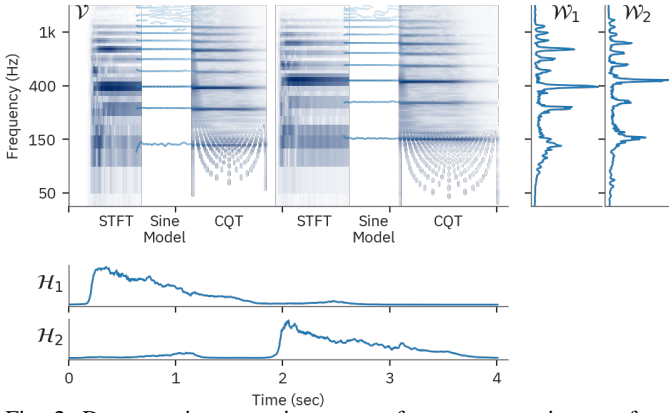 𝒱
𝒲1
𝒲2
1k
400
150
50
Frequency (Hz)
STFT
Sine
Model
CQT
STFT
Sine
Model
CQT
ℋ1
ℋ2
0
1
2
3
4
Time (sec)